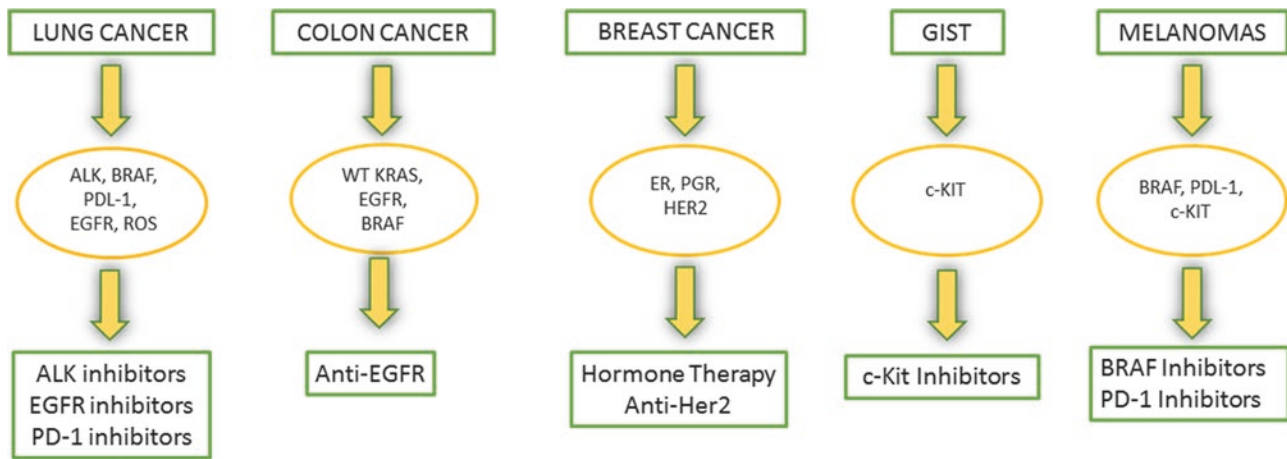 LUNG CANCER
COLON CANCER
BREAST CANCER
GIST
MELANOMAS
ALK, BRAF,
PDL-1,
EGFR, ROS
WT KRAS,
EGFR,
BRAF
ER, PGR,
HER2
c-KIT
BRAF, PDL-1,
c-KIT
ALK inhibitors
EGFR inhibitors
PD-1 inhibitors
Anti-EGFR
Hormone Therapy
Anti-Her2
c-Kit Inhibitors
BRAF Inhibitors
PD-1 Inhibitors